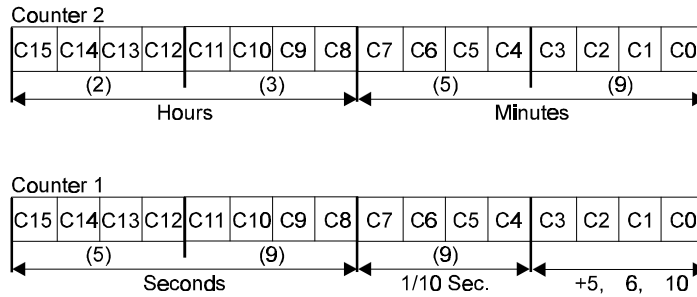 Counter 2
C15 C14 C13 C12 C11 C10 C9 C8 C7 C6 C5 C4 C3 C2 C1 C0
(2) (3) (5) (9)
Hours Minutes
Counter 1
C15 C14 C13 C12 C11 C10 C9 C8 C7 C6 C5 C4 C3 C2 C1 C0
(5) (9) (9)
Seconds 1/10 Sec. +5, 6, 10